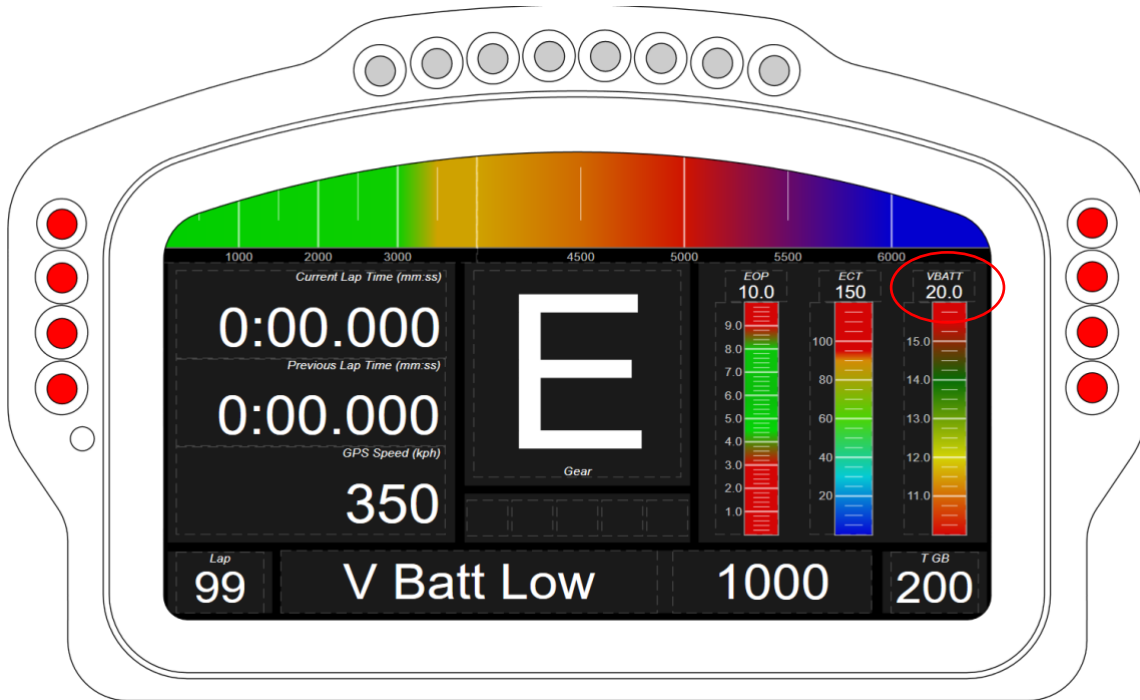 1000 2000 3000 4500 5000 5500 6000
Current Lap Time (mm:ss)
0:00.000
Previous Lap Time (mm:ss)
0:00.000
GPS Speed (kph)
350
E
Gear
EOP
10.0
9.0
8.0
7.0
6.0
5.0
4.0
3.0
2.0
1.0
ECT
150
100
80
60
40
20
VBATT
20.0
15.0
14.0
13.0
12.0
11.0
Lap
99
V Batt Low
1000
T GB
200